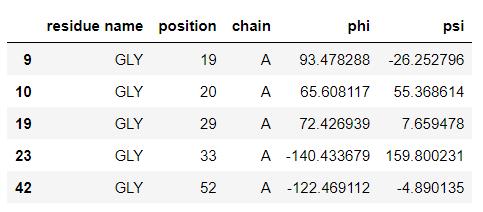 residue name position chain phi psi
9 GLY 19 A 93.478288 -26.252796
10 GLY 20 A 65.608117 55.368614
19 GLY 29 A 72.426939 7.659478
23 GLY 33 A -140.433679 159.800231
42 GLY 52 A -122.469112 -4.890135